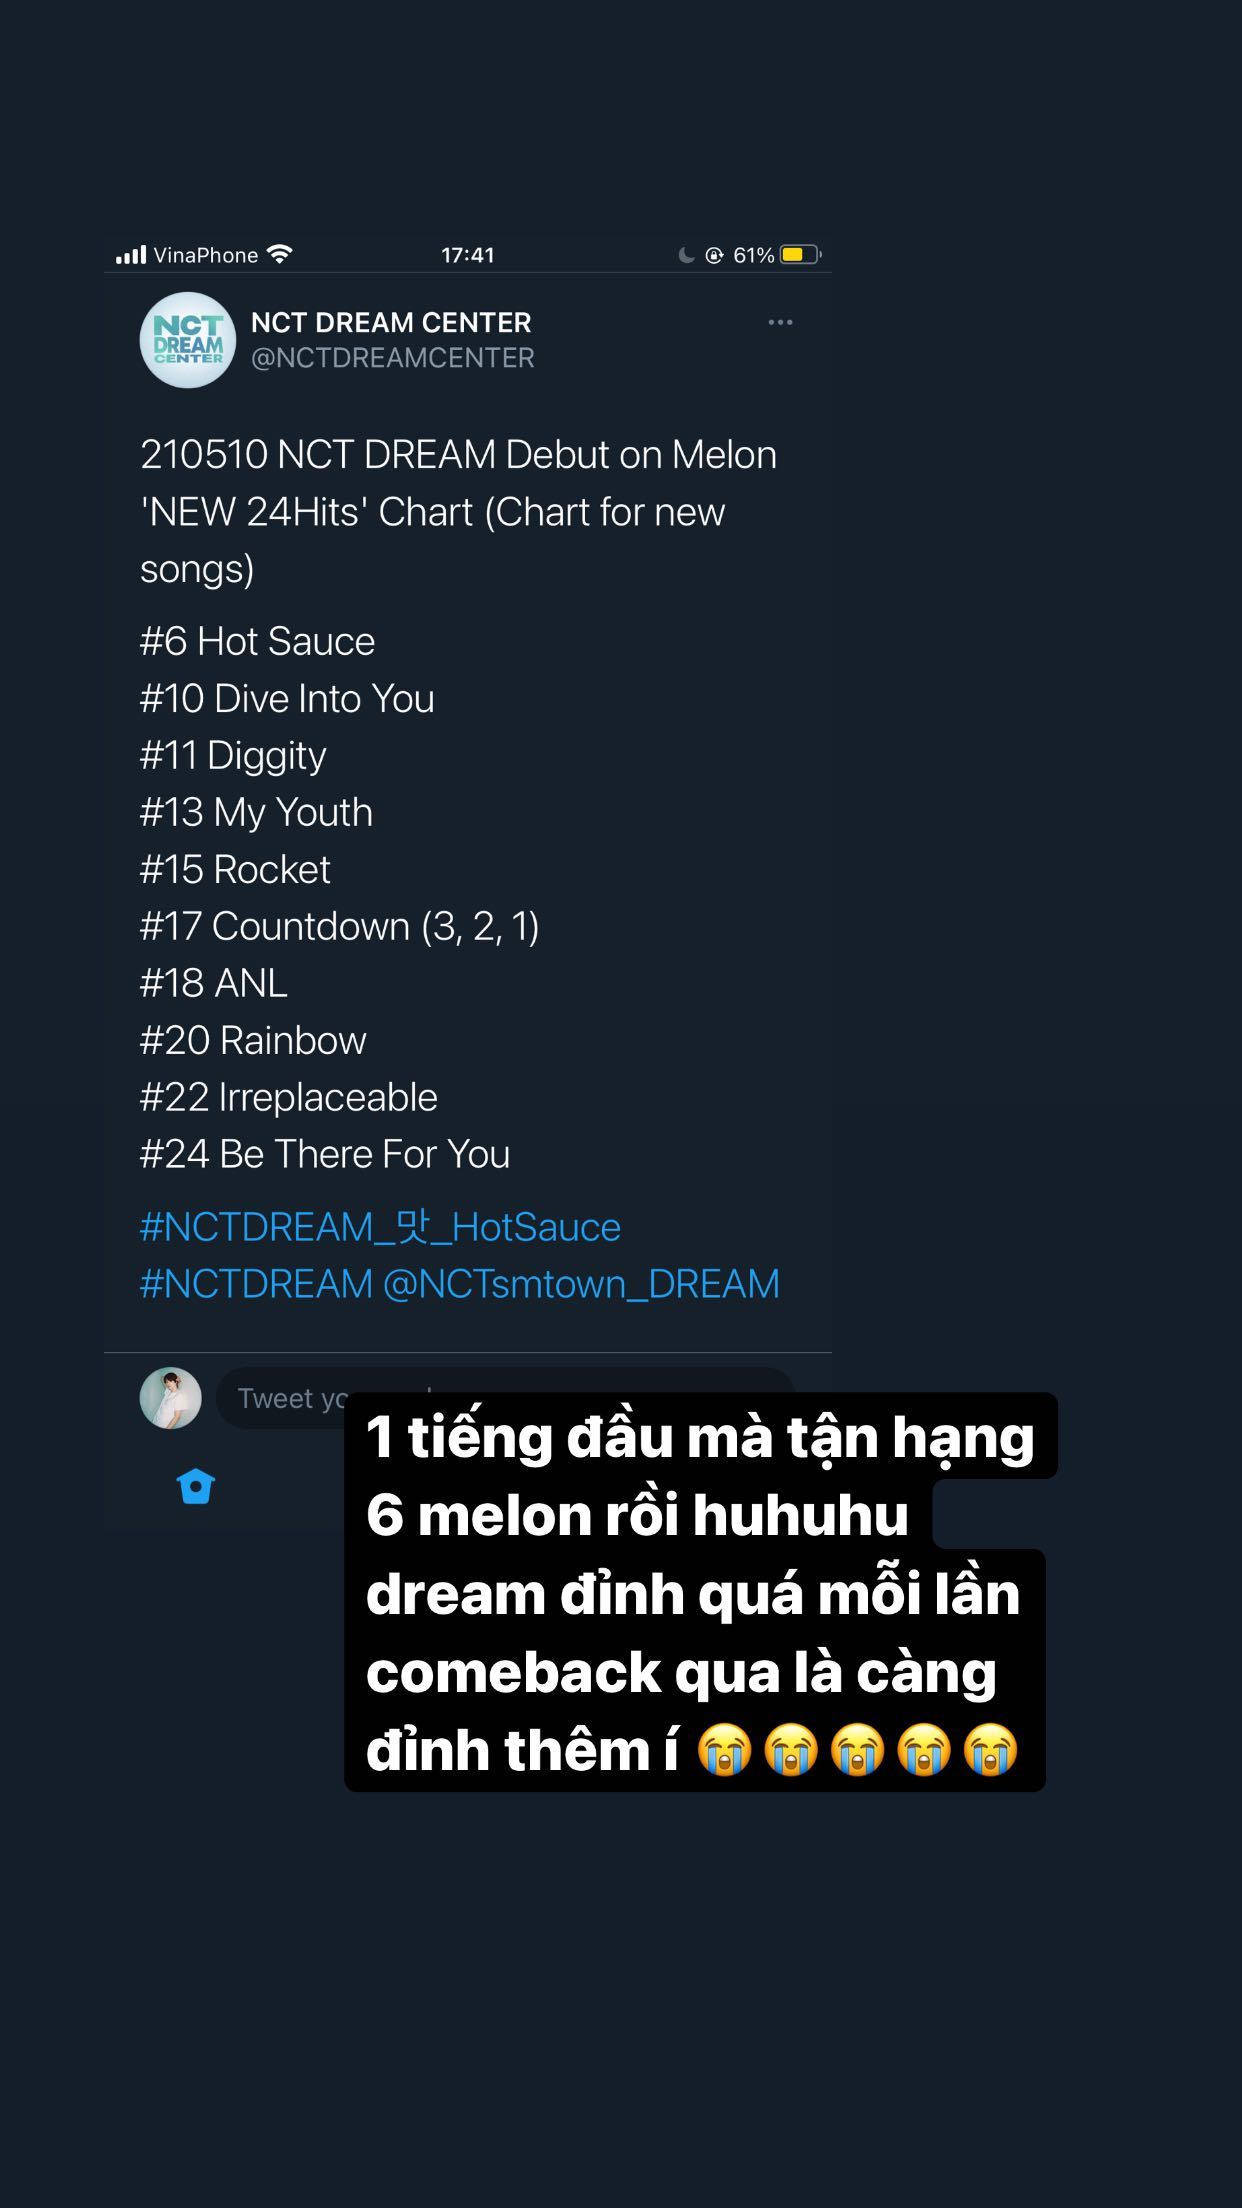 VinaPhone 17:41 61%
NCT DREAM CENTER
NCT DREAM CENTER
@NCTDREAMCENTER
210510 NCT DREAM Debut on Melon
'NEW 24Hits' Chart (Chart for new
songs)
#6 Hot Sauce
#10 Dive Into You
#11 Diggity
#13 My Youth
#15 Rocket
#17 Countdown (3, 2, 1)
#18 ANL
#20 Rainbow
#22 Irreplaceable
#24 Be There For You
#NCTDREAM_맛_HotSauce
#NCTDREAM @NCTsmtown_DREAM
Tweet
1 tiếng đầu mà tận hạng
6 melon rồi huhuhu
dream đỉnh quá mỗi lần
comeback qua là càng
đỉnh thêm í 😭😭😭😭😭